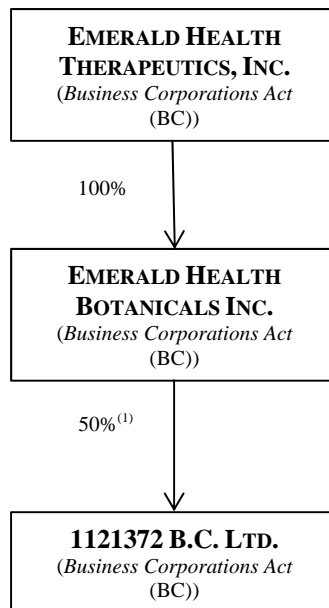 EMERALD HEALTH
THERAPEUTICS, INC.
(Business Corporations Act
(BC))
100%
EMERALD HEALTH
BOTANICALS INC.
(Business Corporations Act
(BC))
50%(1)
1121372 B.C. LTD.
(Business Corporations Act
(BC))